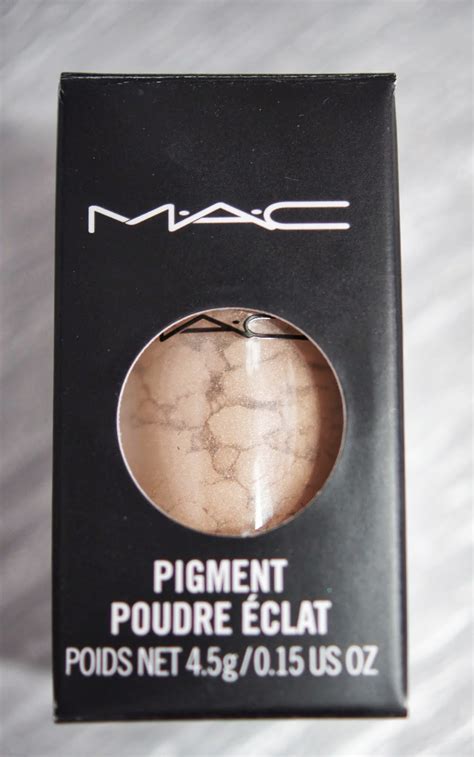 M·A·C
A·C
PIGMENT
POUDRE ÉCLAT
POIDS NET 4.5g/0.15 US OZ